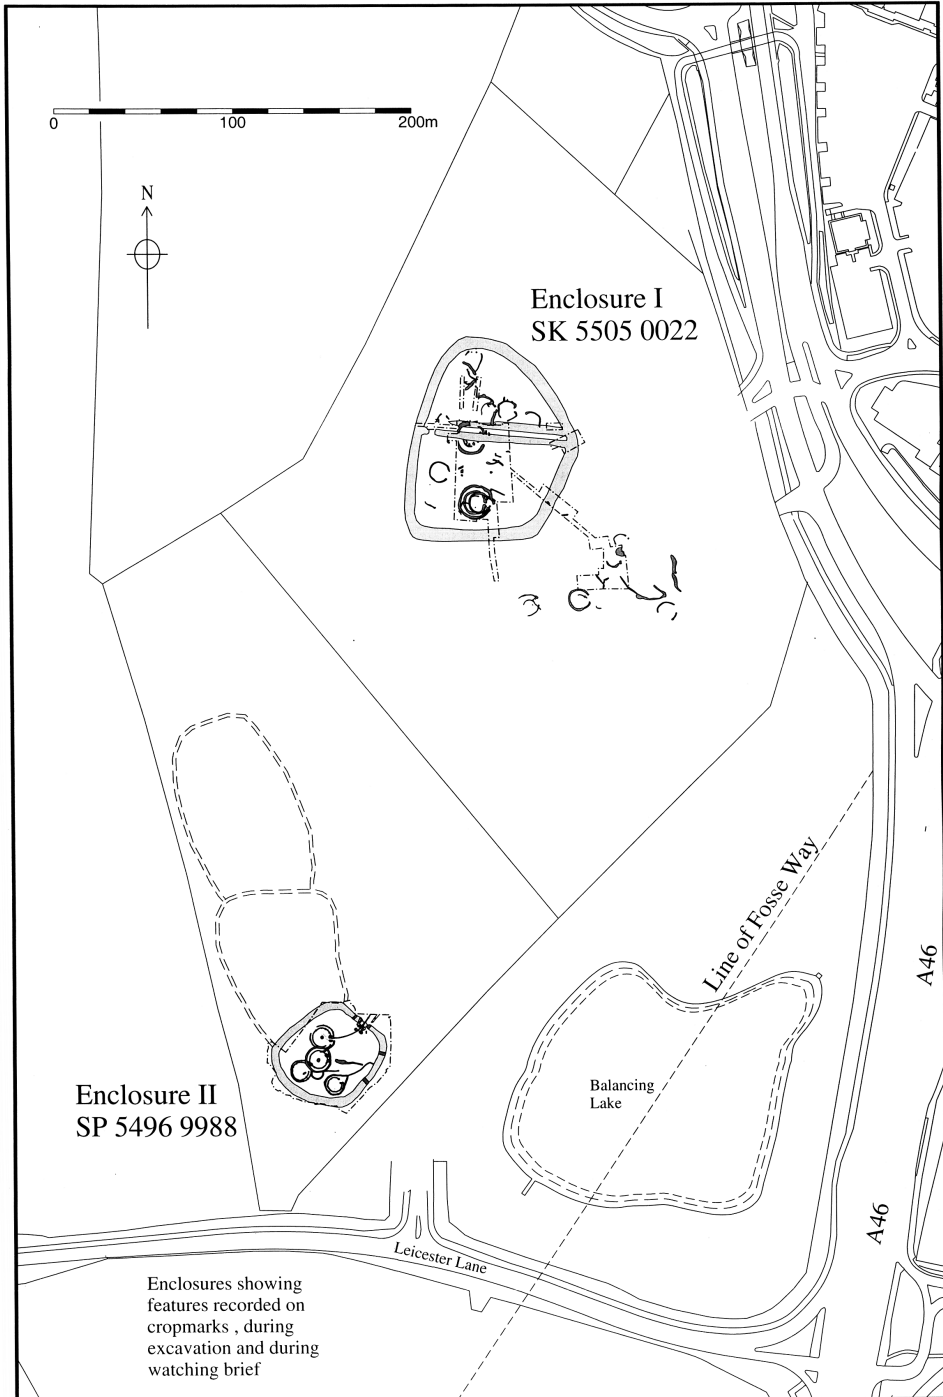 0 100 200m
N
Enclosure I
SK 5505 0022
Line of Fosse Way
A46
Balancing
Lake
Enclosure II
SP 5496 9988
A46
Leicester Lane
Enclosures showing
features recorded on
cropmarks , during
excavation and during
watching brief